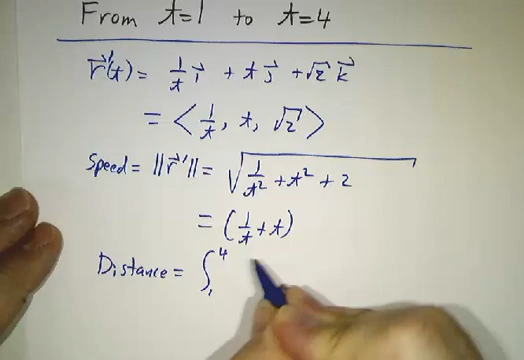 From t=1 to t=4
r⃗'(t) = 1/t i⃗ + t j⃗ + √2 k⃗
= ⟨1/t, t, √2⟩
Speed = ||r⃗'|| = √(1/t² + t² + 2)
= (1/t + t)
Distance = ∫₁⁴